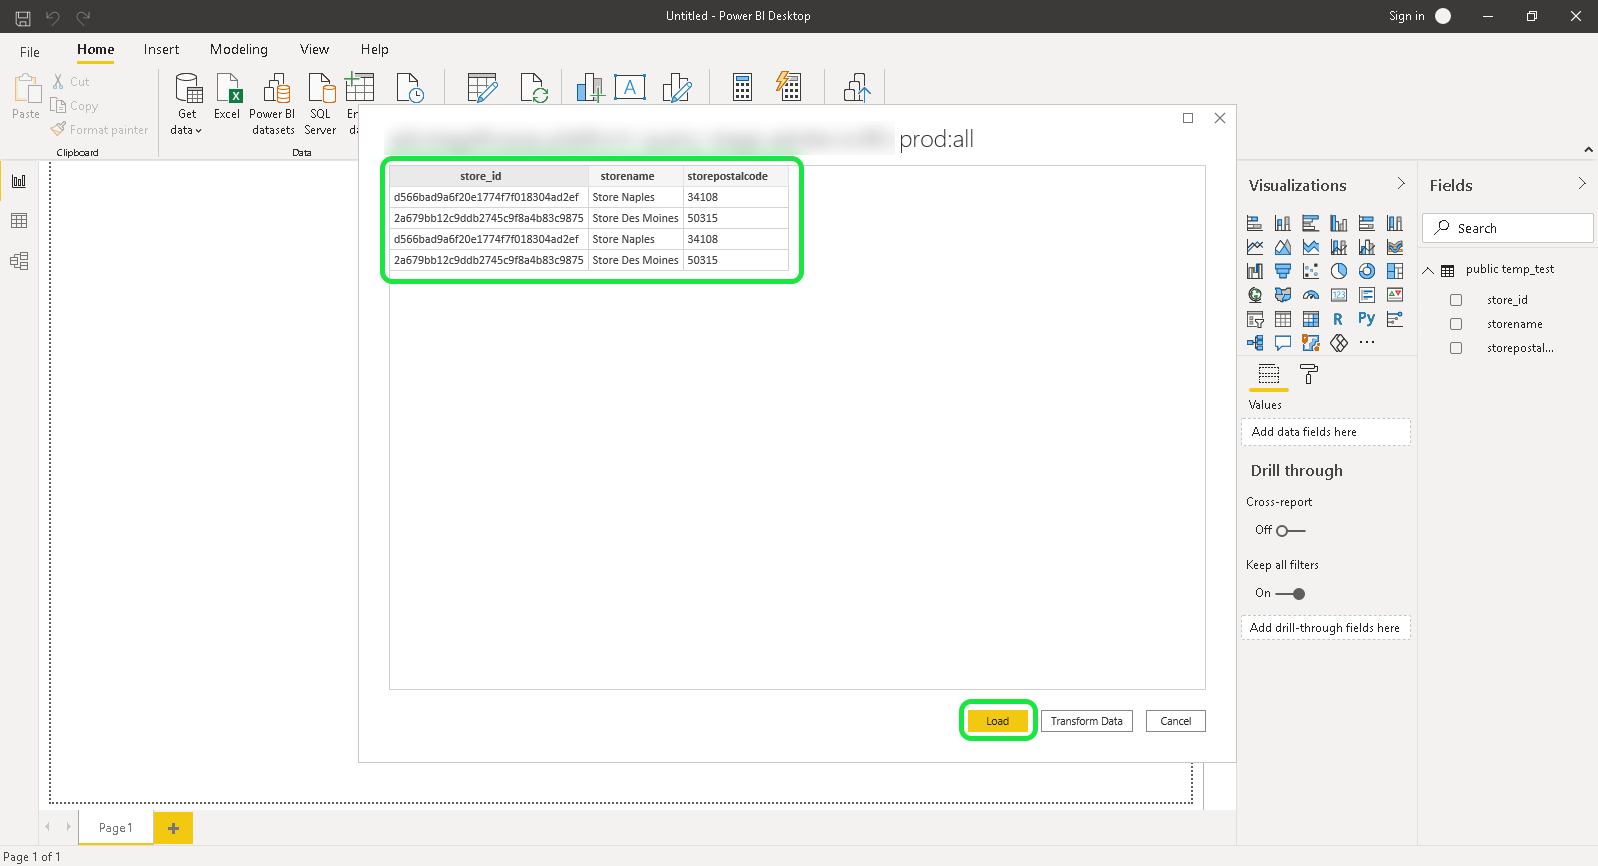 Untitled - Power BI Desktop
Sign in
File
Home
Insert
Modeling
View
Help
Paste
Cut
Copy
Format painter
Clipboard
Get data
Excel
Power BI datasets
SQL Server
Data
prod:all
store_id storename storepostalcode
d566bad9a6f20e1774f7f018304ad2ef Store Naples 34108
2a679bb12c9ddb2745c9f8a4b83c9875 Store Des Moines 50315
d566bad9a6f20e1774f7f018304ad2ef Store Naples 34108
2a679bb12c9ddb2745c9f8a4b83c9875 Store Des Moines 50315
Load
Transform Data
Cancel
Visualizations
A
123
R
Py
Values
Add data fields here
Drill through
Cross-report
Off
Keep all filters
On
Add drill-through fields here
Fields
Search
public temp_test
store_id
storename
storepostal...
Page1
Page 1 of 1